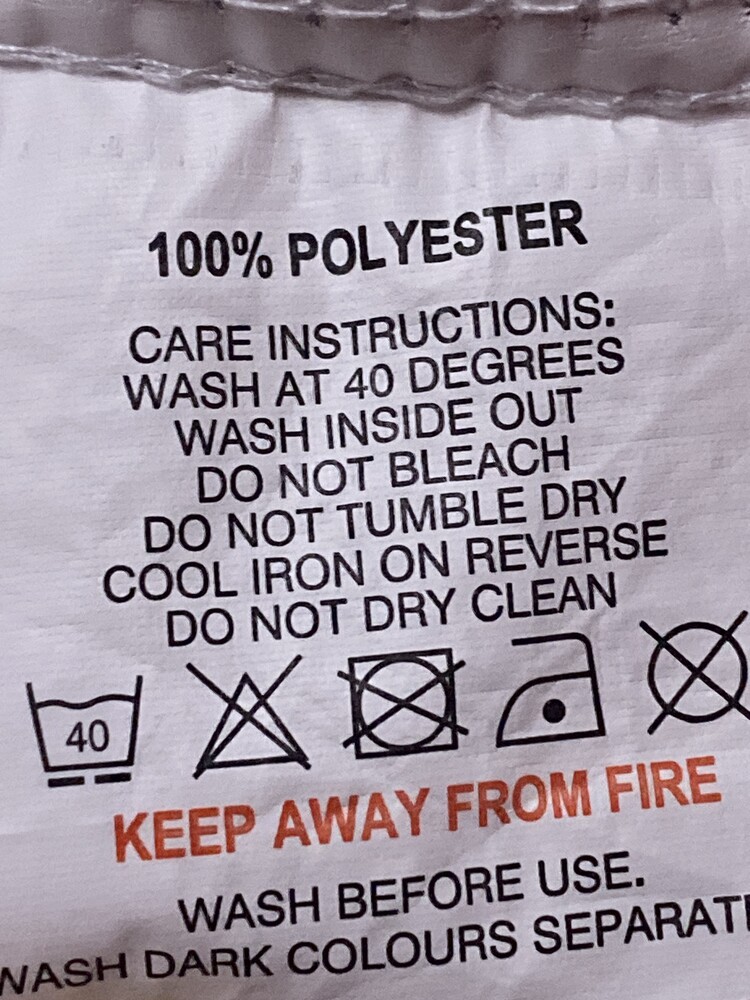 100% POLYESTER
CARE INSTRUCTIONS:
WASH AT 40 DEGREES
WASH INSIDE OUT
DO NOT BLEACH
DO NOT TUMBLE DRY
COOL IRON ON REVERSE
DO NOT DRY CLEAN
40
KEEP AWAY FROM FIRE
WASH BEFORE USE.
WASH DARK COLOURS